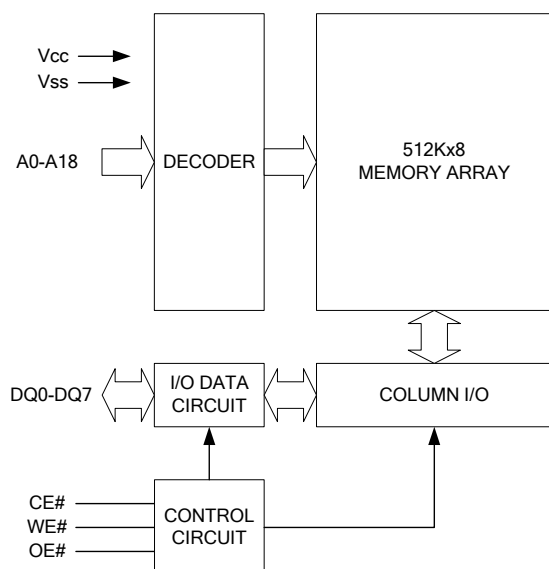 Vcc
Vss
A0-A18
DECODER
512Kx8
MEMORY ARRAY
DQ0-DQ7
I/O DATA
CIRCUIT
COLUMN I/O
CE#
WE#
OE#
CONTROL
CIRCUIT